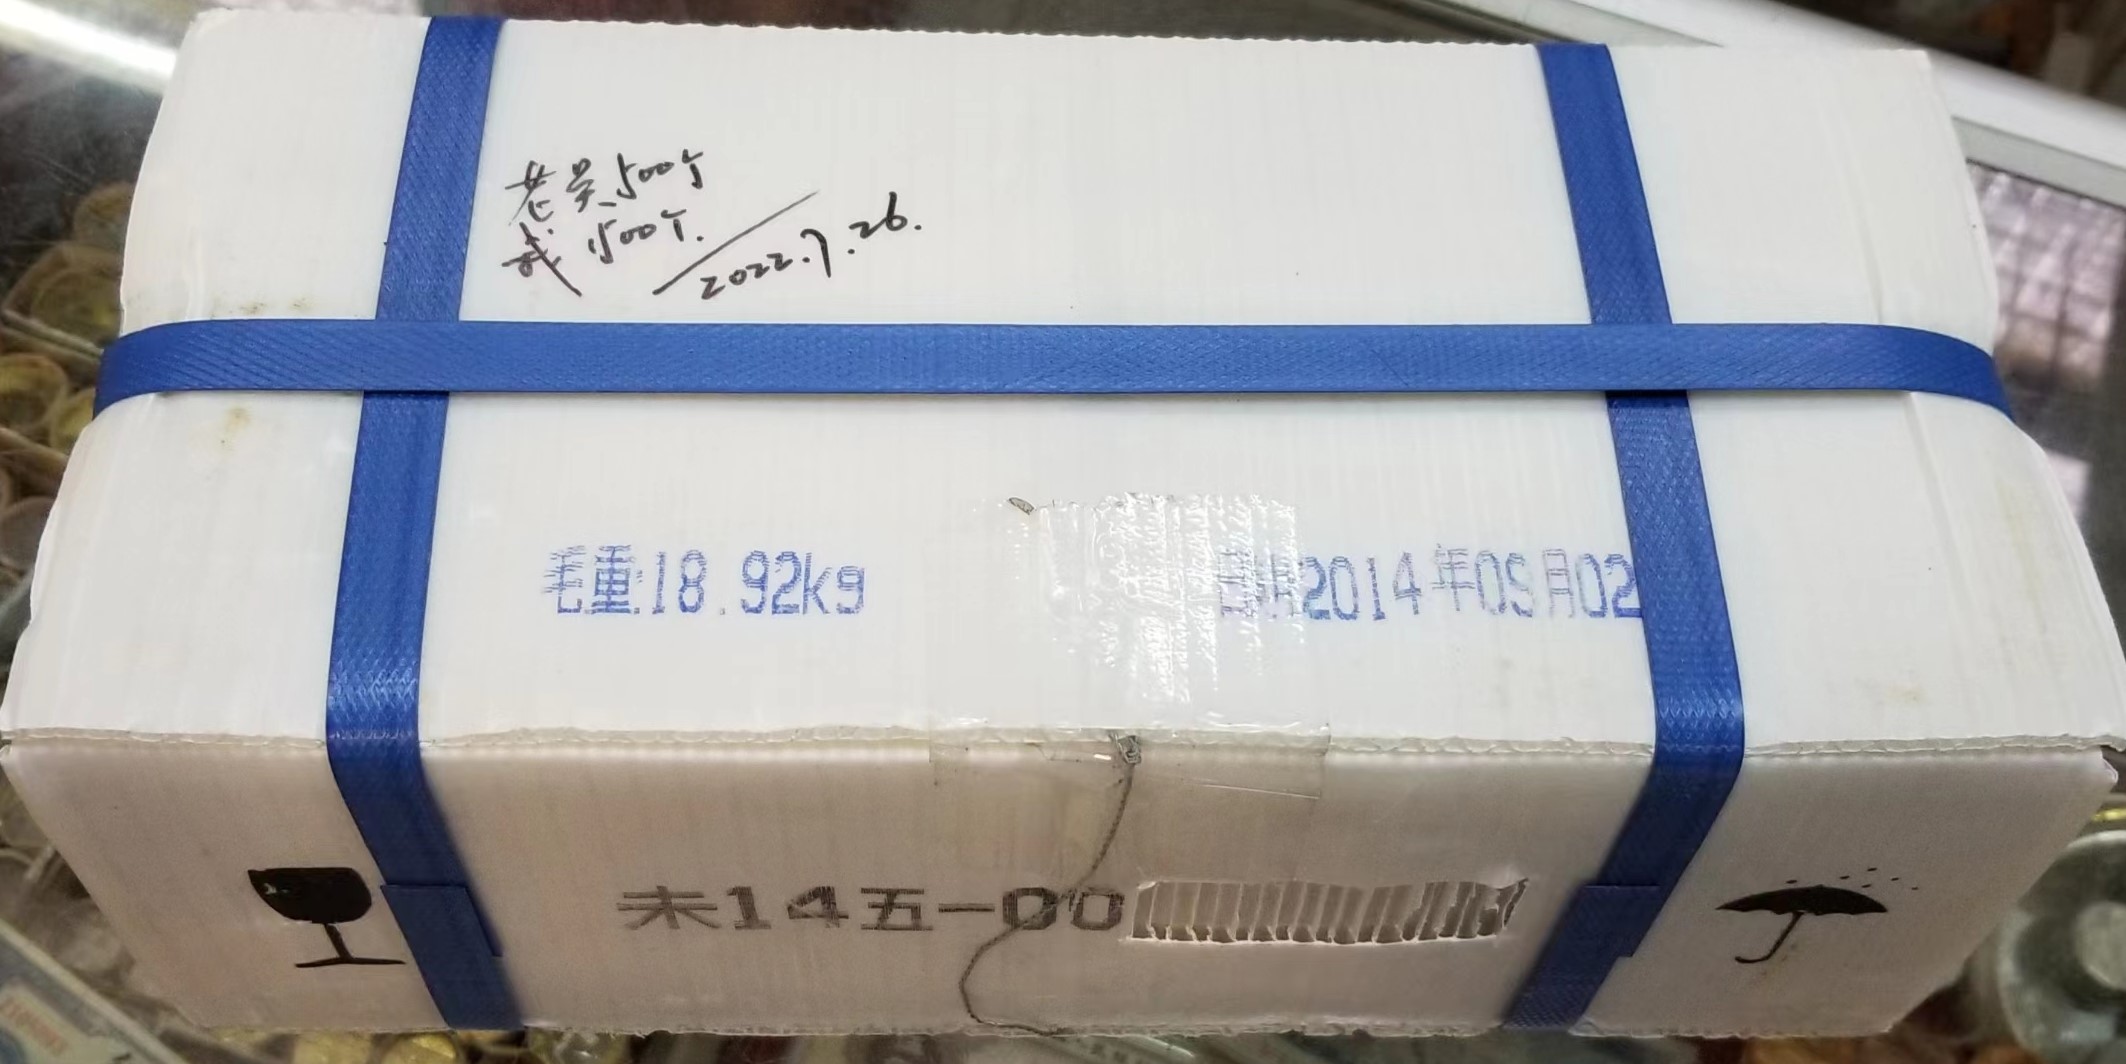 老吴500个
我1500个.
2022.7.26.
毛重:18.92kg
日期2014年09月02
未14五-00